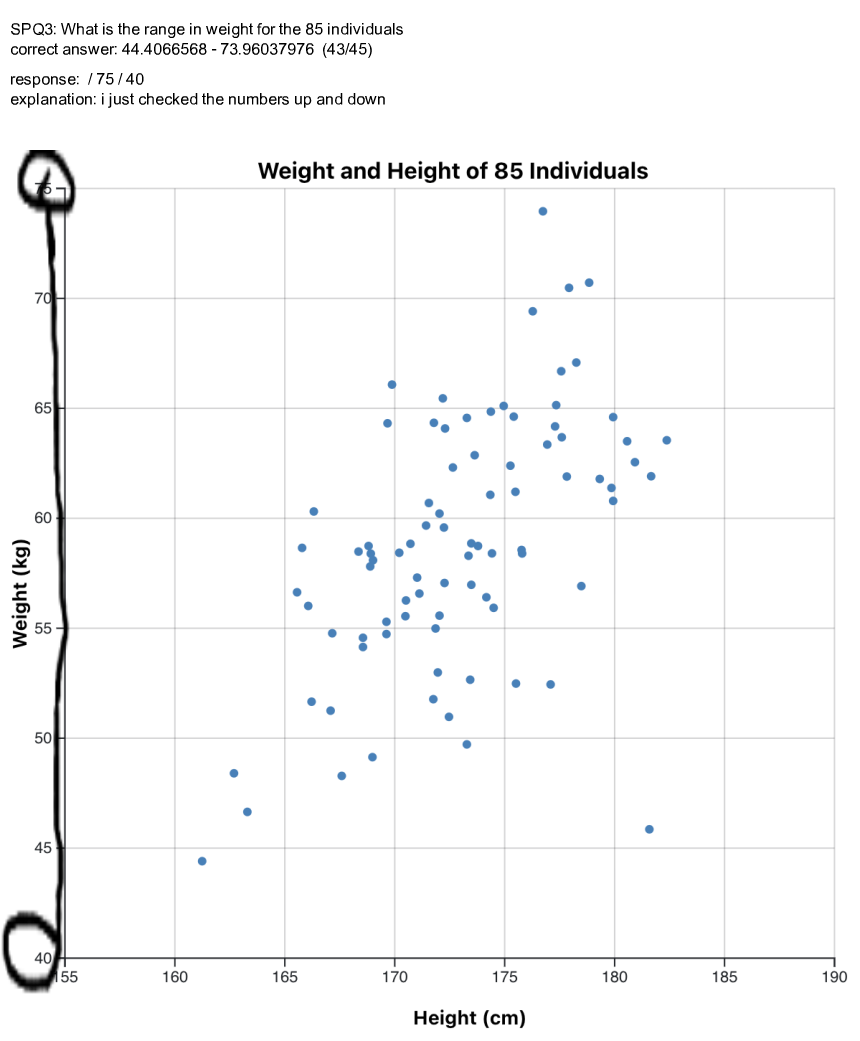 SPQ3: What is the range in weight for the 85 individuals
correct answer: 44.4066568 - 73.96037976 (43/45)
response: / 75 / 40
explanation: i just checked the numbers up and down
Weight and Height of 85 Individuals
75
70
65
60
55
50
45
40
Weight (kg)
155 160 165 170 175 180 185 190
Height (cm)